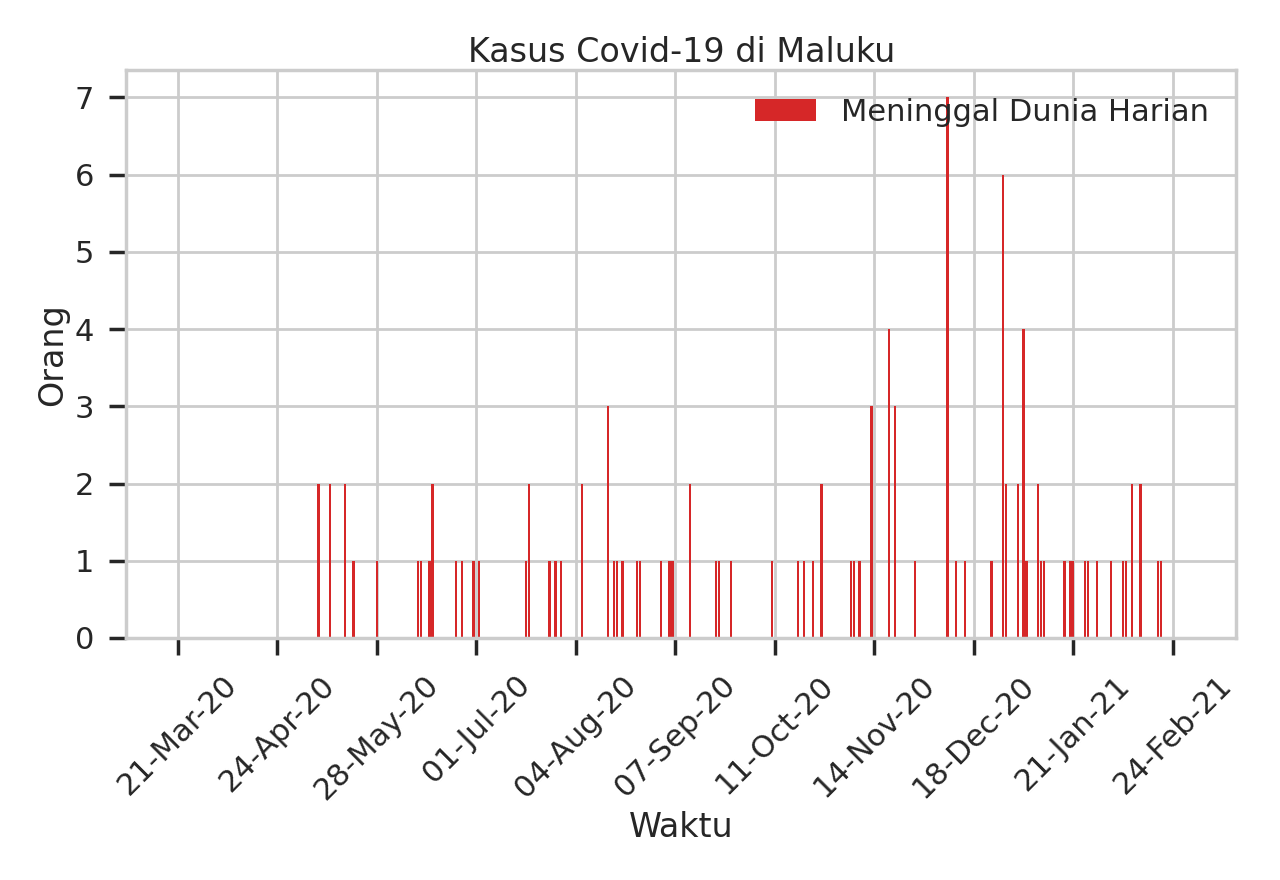 Kasus Covid-19 di Maluku
Meninggal Dunia Harian
Orang
7
6
5
4
3
2
1
0
21-Mar-20
24-Apr-20
28-May-20
01-Jul-20
04-Aug-20
07-Sep-20
11-Oct-20
14-Nov-20
18-Dec-20
21-Jan-21
24-Feb-21
Waktu